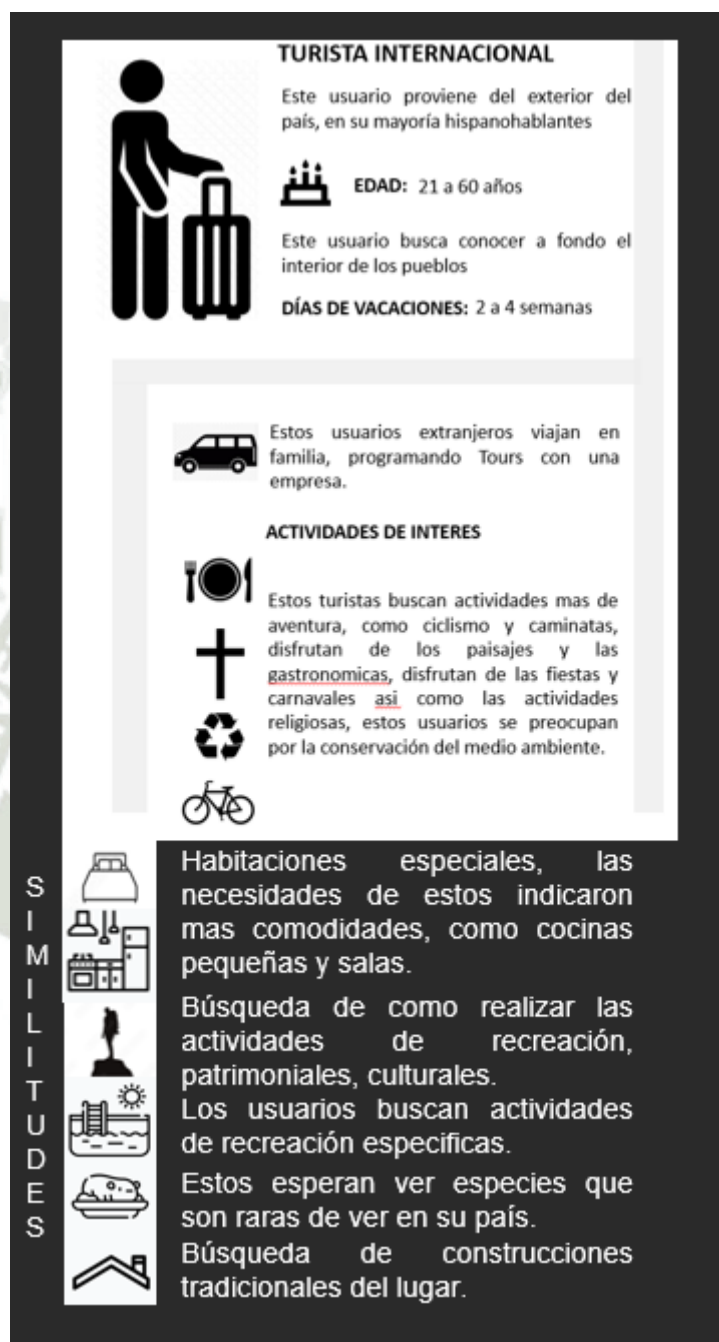 TURISTA INTERNACIONAL
Este usuario proviene del exterior del
país, en su mayoría hispanohablantes
EDAD: 21 a 60 años
Este usuario busca conocer a fondo el
interior de los pueblos
DÍAS DE VACACIONES: 2 a 4 semanas
Estos usuarios extranjeros viajan en
familia, programando Tours con una
empresa.
ACTIVIDADES DE INTERES
Estos turistas buscan actividades mas de
aventura, como ciclismo y caminatas,
disfrutan de los paisajes y las
gastronomicas, disfrutan de las fiestas y
carnavales asi como las actividades
religiosas, estos usuarios se preocupan
por la conservación del medio ambiente.
SIMILITUDES
Habitaciones especiales, las
necesidades de estos indicaron
mas comodidades, como cocinas
pequeñas y salas.
Búsqueda de como realizar las
actividades de recreación,
patrimoniales, culturales.
Los usuarios buscan actividades
de recreación especificas.
Estos esperan ver especies que
son raras de ver en su país.
Búsqueda de construcciones
tradicionales del lugar.